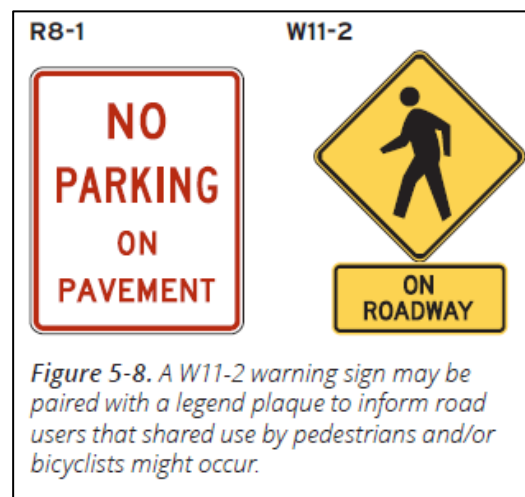 R8-1
W11-2
NO
PARKING
ON
PAVEMENT
ON
ROADWAY
Figure 5-8. A W11-2 warning sign may be
paired with a legend plaque to inform road
users that shared use by pedestrians and/or
bicyclists might occur.